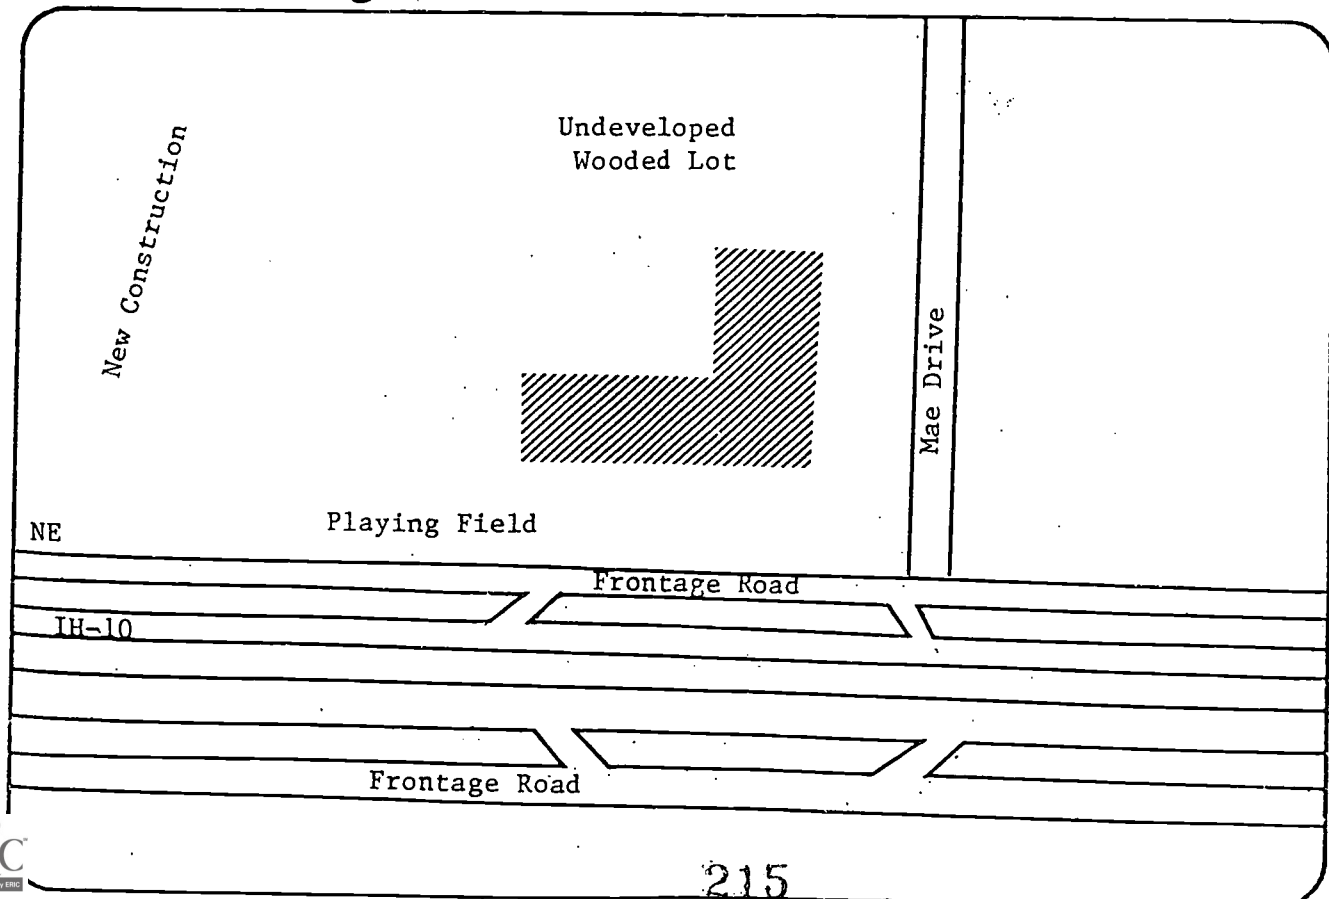 Undeveloped
Wooded Lot
New Construction
Mae Drive
NE
Playing Field
Frontage Road
IH-10
Frontage Road
215